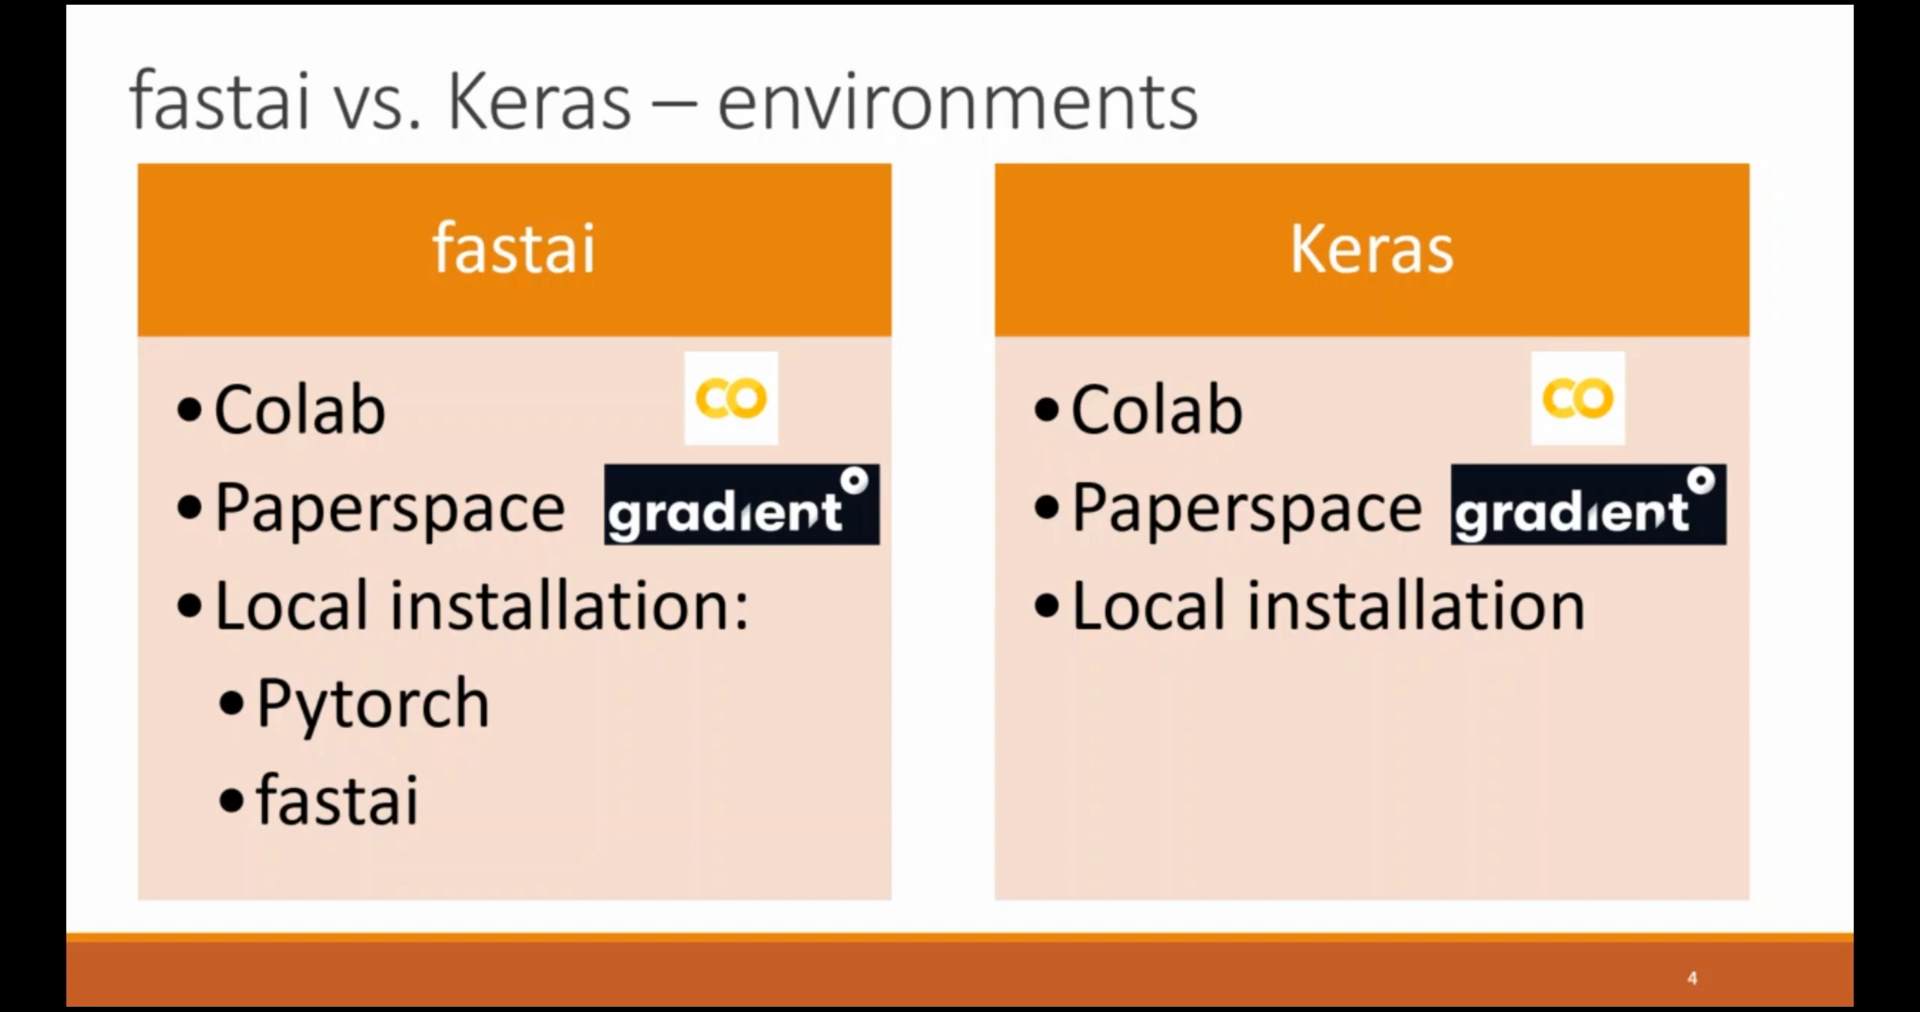 fastai vs. Keras – environments
fastai
•Colab
CO
•Paperspace
gradient
•Local installation:
•Pytorch
•fastai
Keras
•Colab
CO
•Paperspace
gradient
•Local installation
4